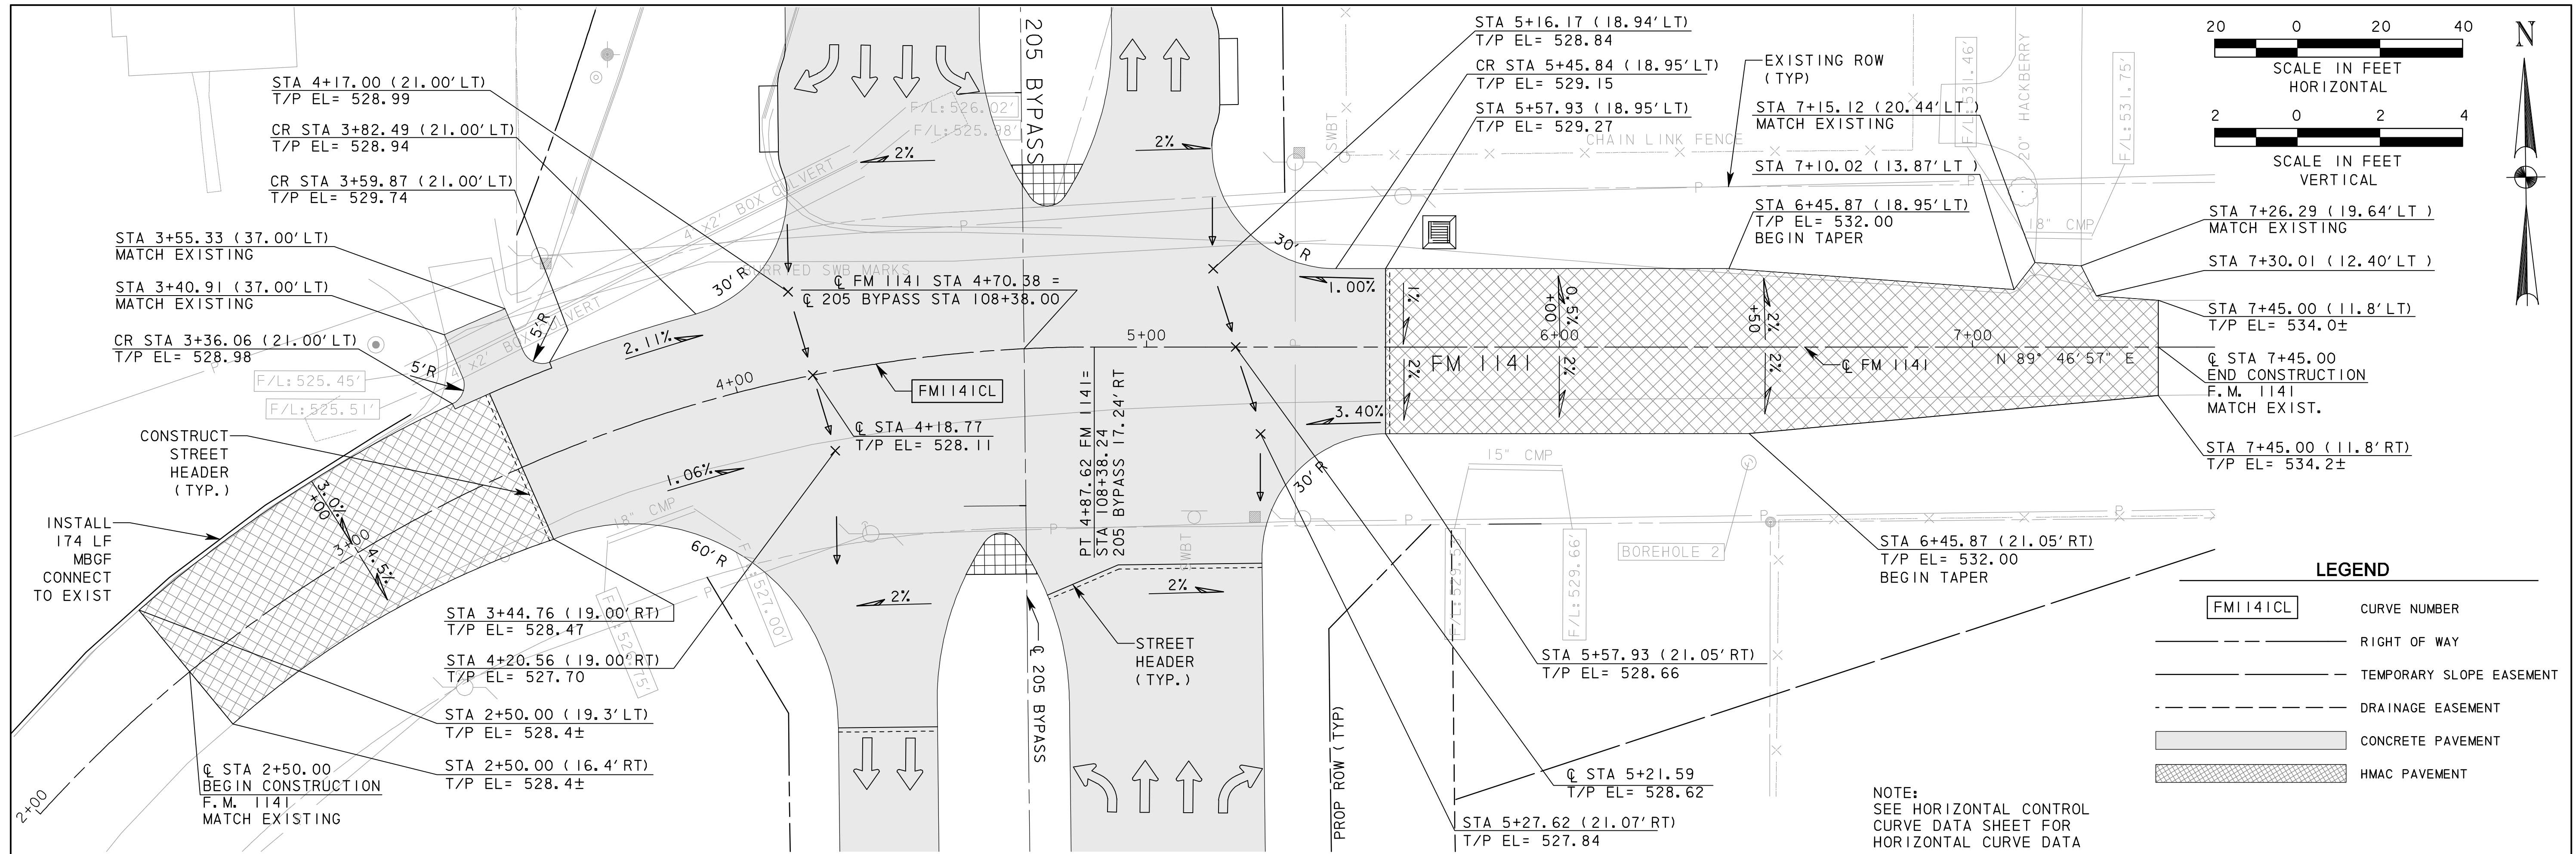 STA 4+17.00 (21.00'LT)
T/P EL= 528.99
CR STA 3+82.49 (21.00'LT)
T/P EL= 528.94
CR STA 3+59.87 (21.00'LT)
T/P EL= 529.74
STA 3+55.33 (37.00'LT)
MATCH EXISTING
STA 3+40.91 (37.00'LT)
MATCH EXISTING
CR STA 3+36.06 (21.00'LT)
T/P EL= 528.98
F/L:525.45'
F/L:525.51'
CONSTRUCT
STREET
HEADER
(TYP.)
INSTALL
174 LF
MBGF
CONNECT
TO EXIST
2+00
3.0%
+00
3+00
4.5%
5'R
5'R
4'x2' BOX CULVERT
4'x2' BOX CULVERT
F/L:526.02'
F/L:525.98'
BURRIED SWB MARKS
30'R
2.11%
4+00
1.06%
18" CMP
60'R
F/L:527.00'
2%
2%
205 BYPASS
℄ FM 1141 STA 4+70.38 =
℄ 205 BYPASS STA 108+38.00
FM1141CL
℄ STA 4+18.77
T/P EL= 528.11
PT 4+87.62 FM 1141=
STA 108+38.24
205 BYPASS 17.24'RT
5+00
STA 3+44.76 (19.00'RT)
T/P EL= 528.47
STA 4+20.56 (19.00'RT)
T/P EL= 527.70
STA 2+50.00 (19.3'LT)
T/P EL= 528.4±
STA 2+50.00 (16.4'RT)
T/P EL= 528.4±
℄ STA 2+50.00
BEGIN CONSTRUCTION
F.M. 1141
MATCH EXISTING
2%
2%
℄ 205 BYPASS
STREET
HEADER
(TYP.)
SWBT
STA 5+16.17 (18.94'LT)
T/P EL= 528.84
CR STA 5+45.84 (18.95'LT)
T/P EL= 529.15
STA 5+57.93 (18.95'LT)
T/P EL= 529.27
EXISTING ROW
(TYP)
STA 7+15.12 (20.44'LT )
MATCH EXISTING
SWBT
CHAIN LINK FENCE
STA 7+10.02 (13.87'LT )
STA 6+45.87 (18.95'LT)
T/P EL= 532.00
BEGIN TAPER
F/L:531.46'
20" HACKBERRY
F/L:531.75'
18" CMP
30'R
1.00%
1%
2%
3.40%
FM 1141
0.5%
+00
6+00
2%
2%
+50
2%
℄ FM 1141
7+00
N 89° 46'57" E
30'R
15" CMP
F/L:529.66'
BOREHOLE 2
PROP ROW (TYP)
STA 5+57.93 (21.05'RT)
T/P EL= 528.66
℄ STA 5+21.59
T/P EL= 528.62
STA 5+27.62 (21.07'RT)
T/P EL= 527.84
STA 6+45.87 (21.05'RT)
T/P EL= 532.00
BEGIN TAPER
20 0 20 40
SCALE IN FEET
HORIZONTAL
2 0 2 4
SCALE IN FEET
VERTICAL
N
STA 7+26.29 (19.64'LT )
MATCH EXISTING
STA 7+30.01 (12.40'LT )
STA 7+45.00 (11.8'LT)
T/P EL= 534.0±
℄ STA 7+45.00
END CONSTRUCTION
F.M. 1141
MATCH EXIST.
STA 7+45.00 (11.8'RT)
T/P EL= 534.2±
LEGEND
FM1141CL CURVE NUMBER
RIGHT OF WAY
TEMPORARY SLOPE EASEMENT
DRAINAGE EASEMENT
CONCRETE PAVEMENT
HMAC PAVEMENT
NOTE:
SEE HORIZONTAL CONTROL
CURVE DATA SHEET FOR
HORIZONTAL CURVE DATA